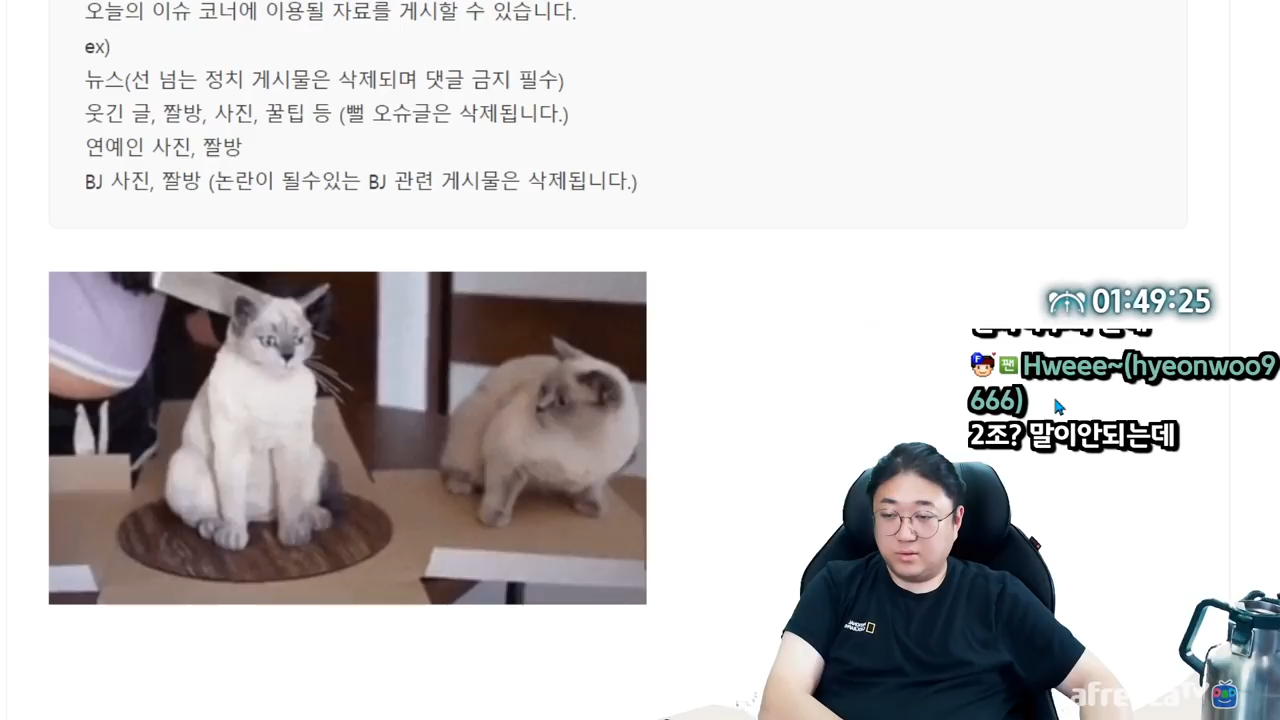 오늘의 이슈 코너에 이용될 자료를 게시할 수 있습니다.
ex)
뉴스(선 넘는 정치 게시물은 삭제되며 댓글 금지 필수)
웃긴 글, 짤방, 사진, 꿀팁 등 (뻘 오슈글은 삭제됩니다.)
연예인 사진, 짤방
BJ 사진, 짤방 (논란이 될수있는 BJ 관련 게시물은 삭제됩니다.)
01:49:25
F 팬 Hweee~(hyeonwoo9
666)
2조? 말이안되는데
afreecaTV